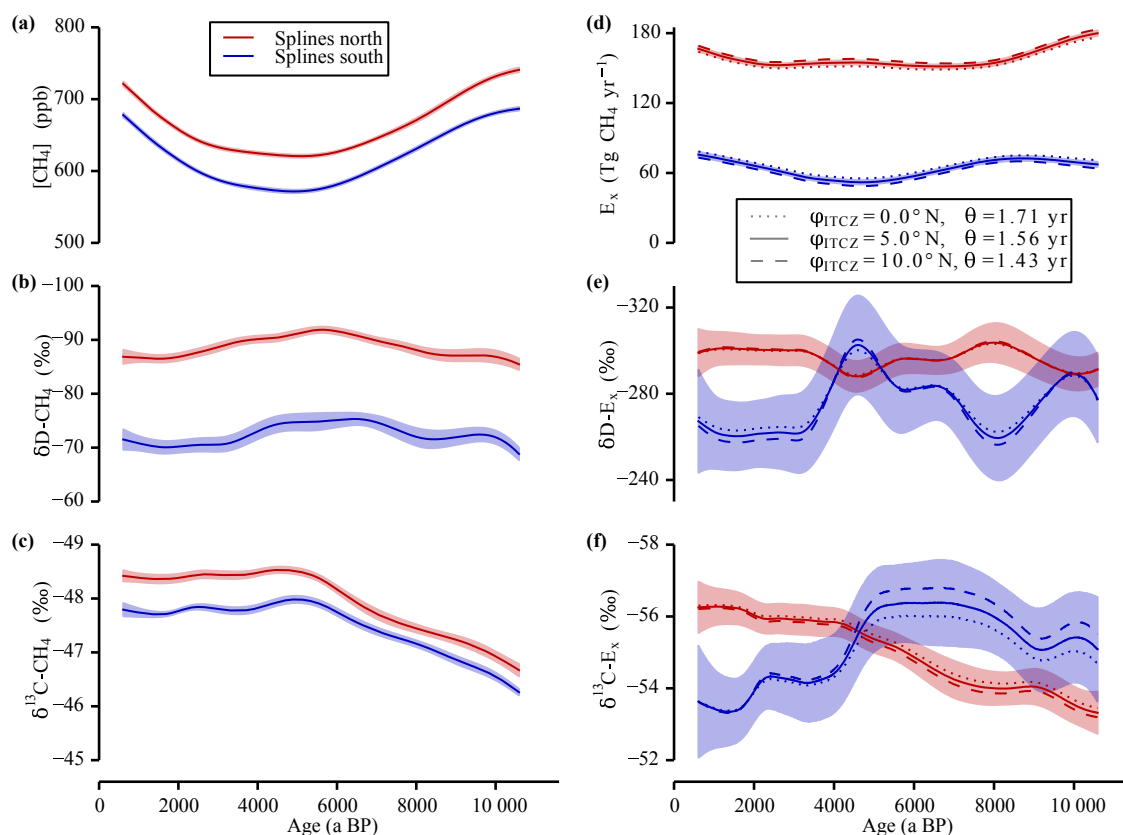 (a)
800
700
600
500
[CH₄] (ppb)
Splines north
Splines south
(b)
−100
−90
−80
−70
−60
δD-CH₄ (‰)
(c)
−49
−48
−47
−46
−45
δ¹³C-CH₄ (‰)
0 2000 4000 6000 8000 10 000
Age (a BP)
(d)
180
120
60
0
Eₓ (Tg CH₄ yr⁻¹)
φ_ITCZ = 0.0° N, θ = 1.71 yr
φ_ITCZ = 5.0° N, θ = 1.56 yr
φ_ITCZ = 10.0° N, θ = 1.43 yr
(e)
−320
−280
−240
δD-Eₓ (‰)
(f)
−58
−56
−54
−52
δ¹³C-Eₓ (‰)
0 2000 4000 6000 8000 10 000
Age (a BP)